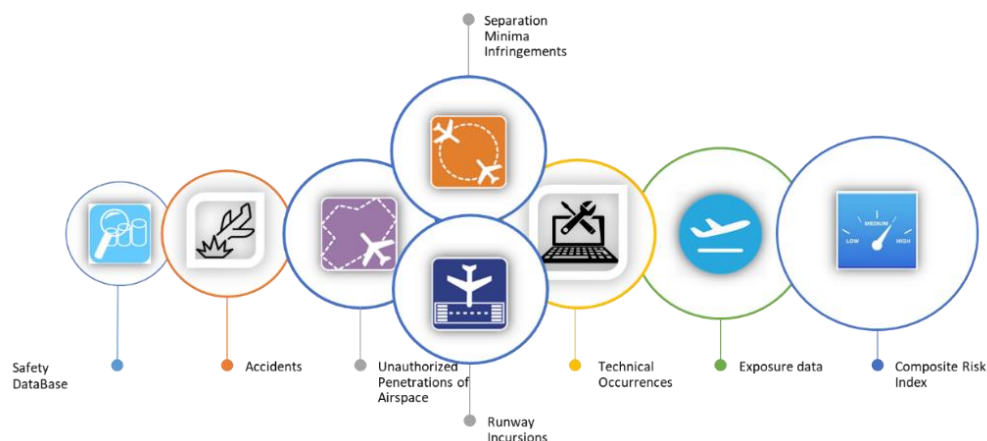 Separation
Minima
Infringements
LOW
MEDIUM
HIGH
Safety
DataBase
Accidents
Unauthorized
Penetrations of
Airspace
Technical
Occurrences
Exposure data
Composite Risk
Index
Runway
Incursions